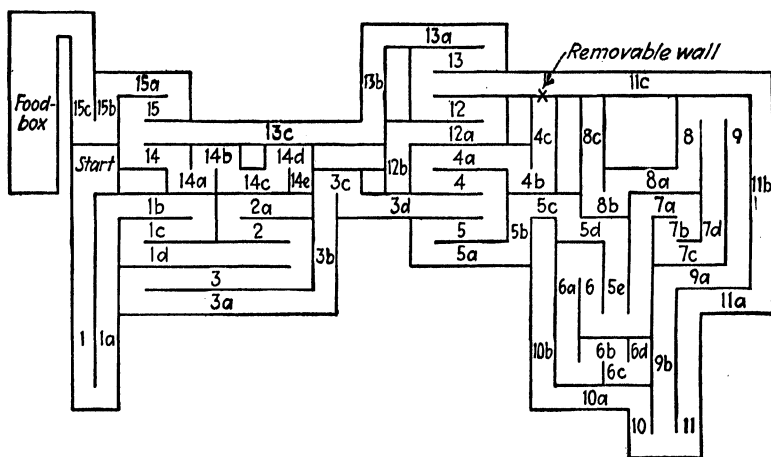 13a
13
Removable wall
11c
15a
Food-
box
15c
15b
13b
15
12
13c
12a
4c
8c
8
9
Start
14
14b
14d
4a
14a
14c
14e
3c
12b
4
4b
8a
11b
1b
2a
3d
5c
8b
7a
1c
2
5
5b
5d
7b
7d
1d
3b
5a
7c
3
6a
6
5e
9a
3a
11a
1
1a
10b
6b
6d
9b
6c
10a
10
11